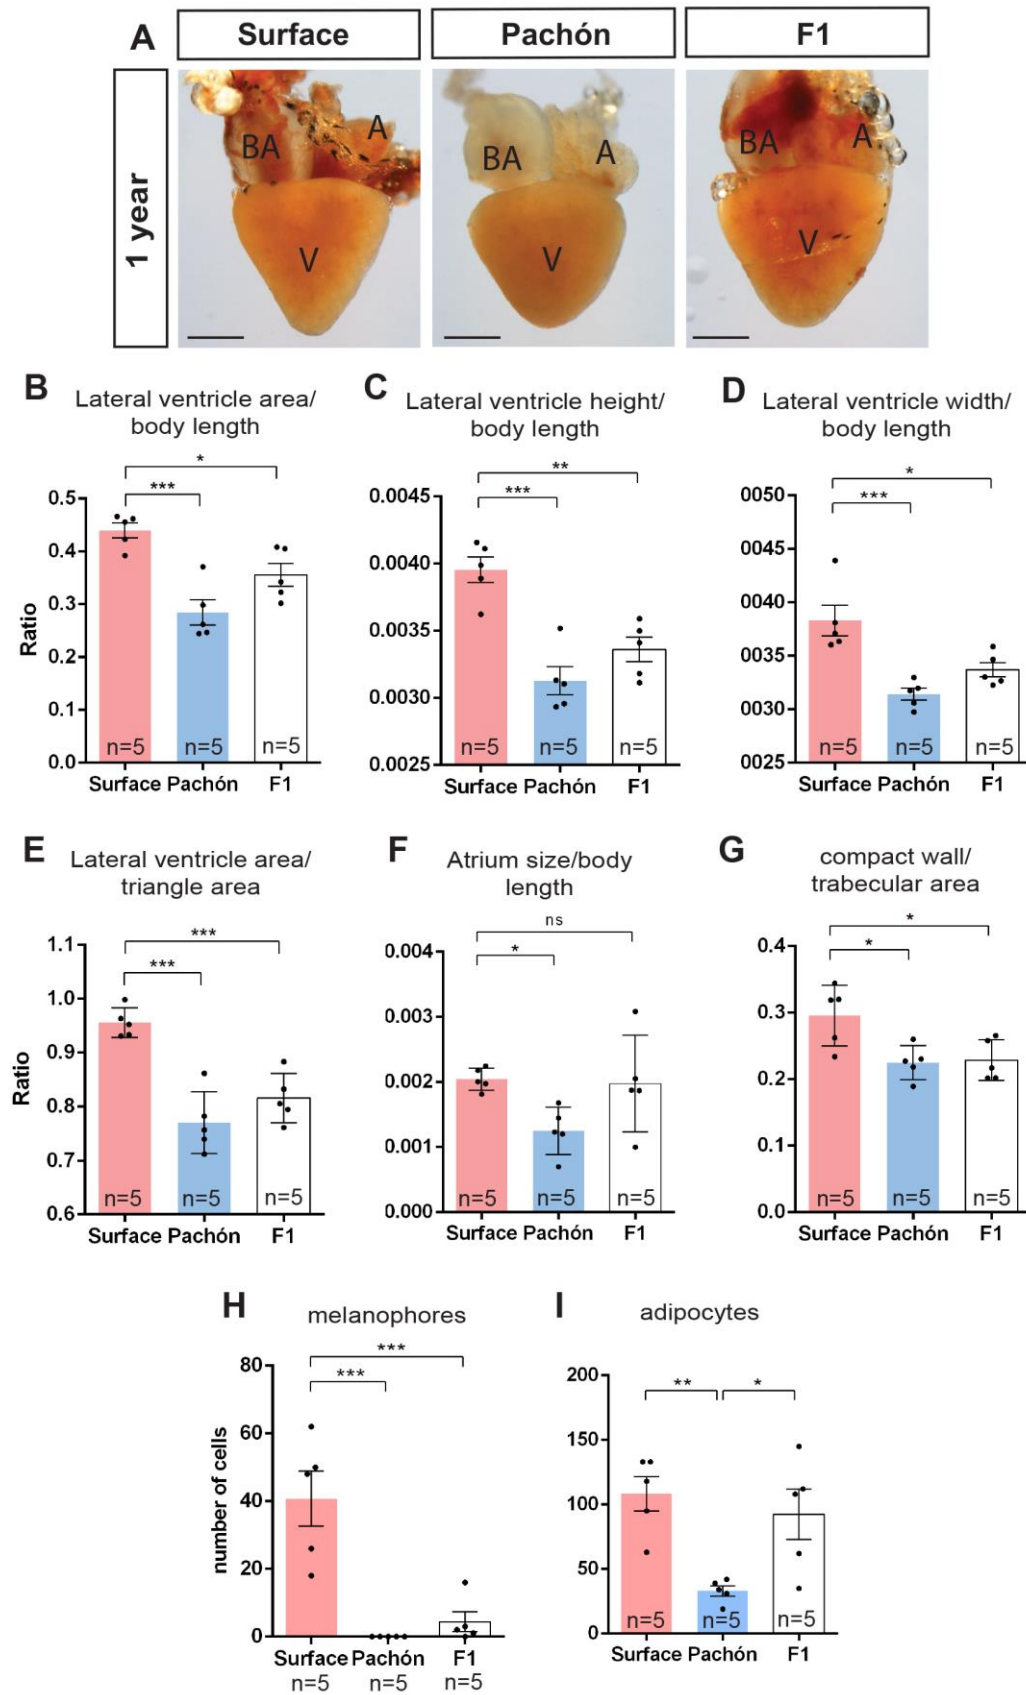 A
Surface
Pachón
F1
1 year
BA
A
V
BA
A
V
BA
A
V
B
Lateral ventricle area/
body length
*
***
Ratio
0.5
0.4
0.3
0.2
0.1
0.0
n=5
n=5
n=5
Surface Pachón F1
C
Lateral ventricle height/
body length
**
***
0.0045
0.0040
0.0035
0.0030
0.0025
n=5
n=5
n=5
Surface Pachón F1
D
Lateral ventricle width/
body length
*
***
0050
0045
0040
0035
0030
0025
n=5
n=5
n=5
Surface Pachón F1
E
Lateral ventricle area/
triangle area
***
***
Ratio
1.1
1.0
0.9
0.8
0.7
0.6
n=5
n=5
n=5
Surface Pachón F1
F
Atrium size/body
length
ns
*
0.004
0.003
0.002
0.001
0.000
n=5
n=5
n=5
Surface Pachón F1
G
compact wall/
trabecular area
*
*
0.4
0.3
0.2
0.1
0.0
n=5
n=5
n=5
Surface Pachón F1
H
melanophores
***
***
number of cells
80
60
40
20
0
Surface Pachón F1
n=5 n=5 n=5
I
adipocytes
** *
200
150
100
50
0
n=5
n=5
n=5
Surface Pachón F1